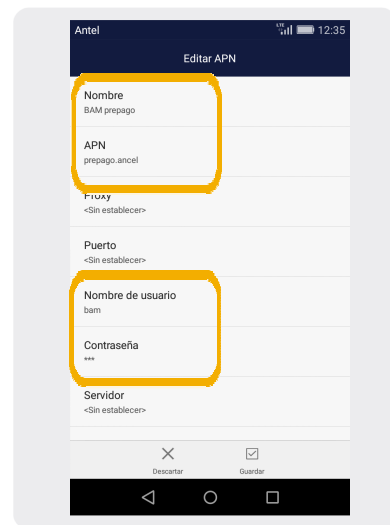 Antel LTE 12:35
Editar APN
Nombre
BAM prepago
APN
prepago.ancel
Proxy
<Sin establecer>
Puerto
<Sin establecer>
Nombre de usuario
bam
Contraseña
***
Servidor
<Sin establecer>
Descartar Guardar